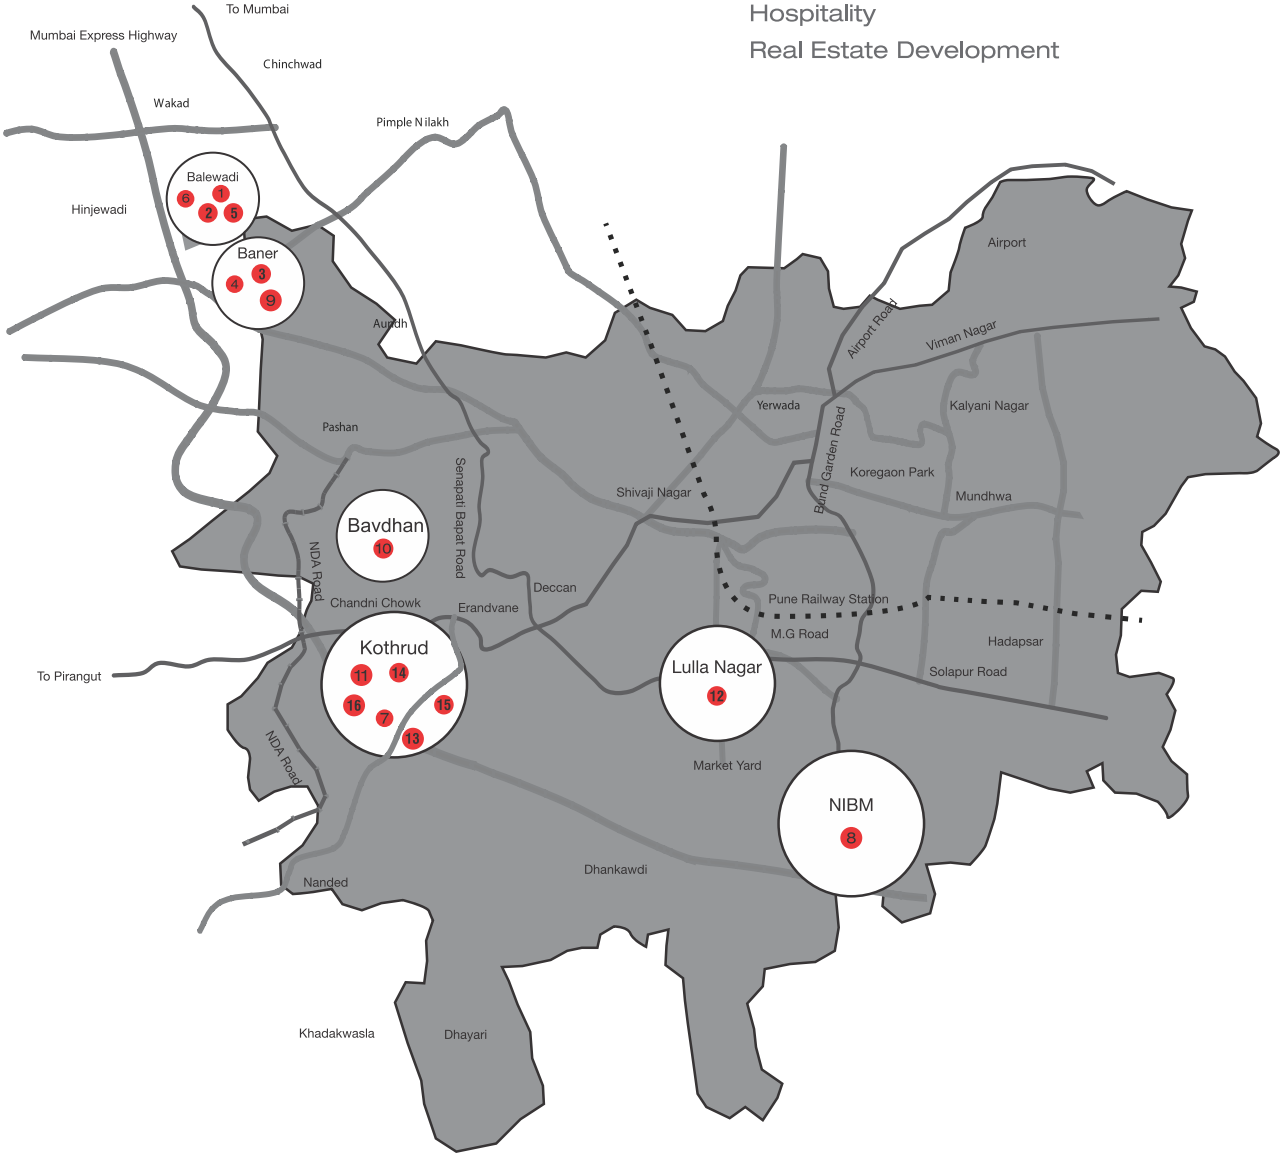 Hospitality
Real Estate Development
To Mumbai
Mumbai Express Highway
Chinchwad
Wakad
Pimple Nilakh
Balewadi
6
1
2
5
Hinjewadi
Baner
3
4
9
Airport
Aundh
Airport Road
Viman Nagar
Yerwada
Kalyani Nagar
Pashan
Bund Garden Road
Senapati Bapat Road
Koregaon Park
Shivaji Nagar
Mundhwa
Bavdhan
10
NDA Road
Deccan
Chandni Chowk
Erandvane
Pune Railway Station
M.G Road
Hadapsar
Kothrud
11
14
16
7
15
13
Lulla Nagar
12
Solapur Road
To Pirangut
NDA Road
Market Yard
NIBM
8
Dhankawdi
Nanded
Khadakwasla
Dhayari